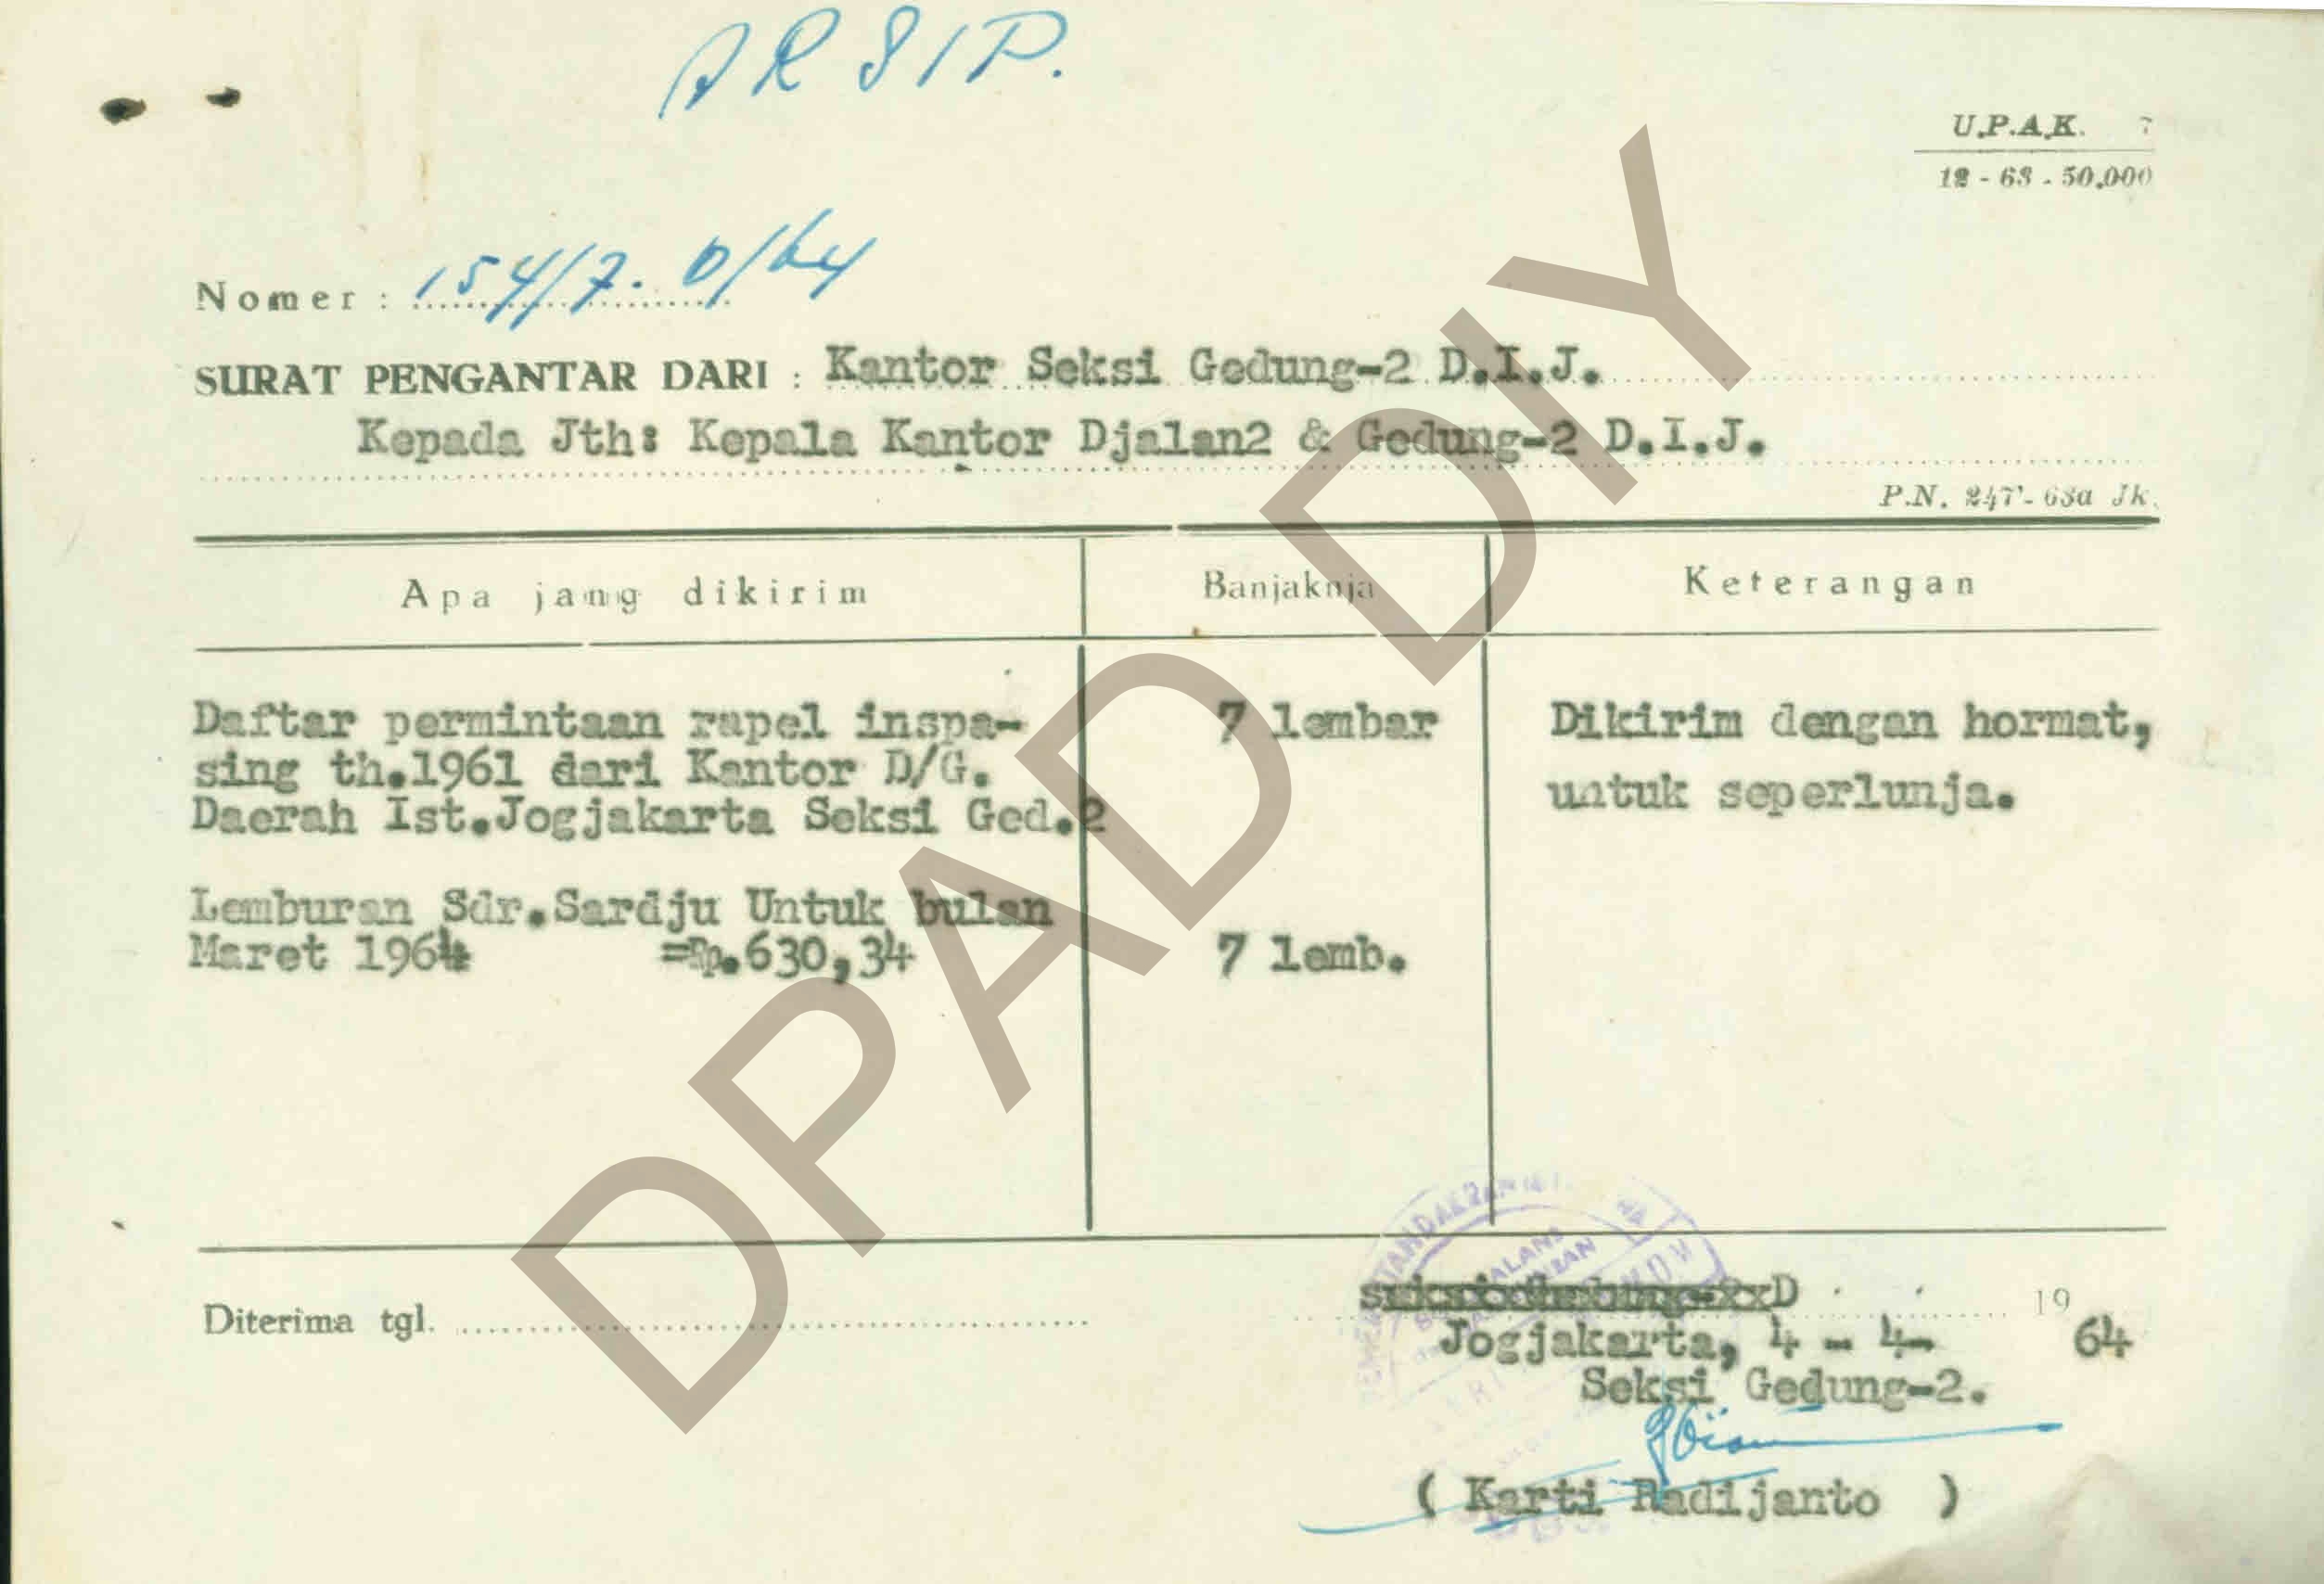 ARSIP.
U.P.A.K. 7
12 - 63 - 50.000
Nomer : 154/7. D/64
SURAT PENGANTAR DARI : Kantor Seksi Gedung-2 D.I.J.
Kepada Jth: Kepala Kantor Djalan2 & Gedung-2 D.I.J.
P.N. 247'- 63a Jk.
Apa jang dikirim Banjaknja Keterangan
Daftar permintaan rapel inspa- 7 lembar Dikirim dengan hormat,
sing th.1961 dari Kantor D/G.
untuk seperlunja.
Daerah Ist.Jogjakarta Seksi Ged.2
Lemburan Sdr.Sardju Untuk bulan
Maret 1964 =Rp.630,34 7 lemb.
Diterima tgl. 19
Jogjakarta, 4 - 4- 64
Seksi Gedung-2.
( Karti Radijanto )
DPAD DIY